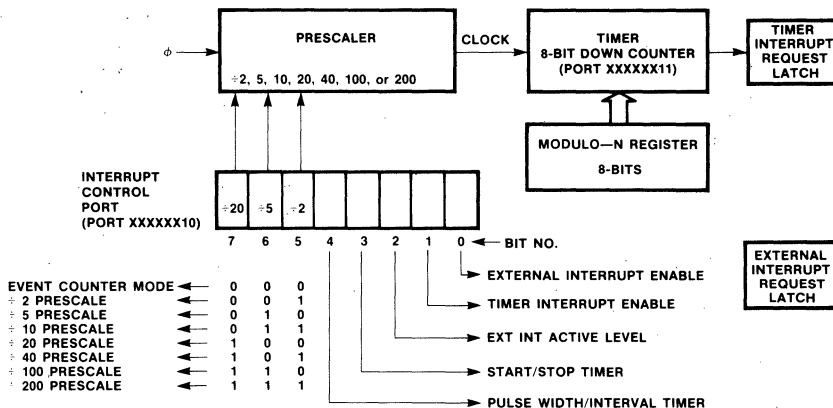 PRESCALER
÷2, 5, 10, 20, 40, 100, or 200
ϕ
CLOCK
TIMER
8-BIT DOWN COUNTER
(PORT XXXXXX11)
TIMER
INTERRUPT
REQUEST
LATCH
MODULO—N REGISTER
8-BITS
INTERRUPT
CONTROL
PORT
(PORT XXXXXX10)
÷20 ÷5 ÷2
7 6 5 4 3 2 1 0 BIT NO.
EXTERNAL INTERRUPT ENABLE
TIMER INTERRUPT ENABLE
EXT INT ACTIVE LEVEL
START/STOP TIMER
PULSE WIDTH/INTERVAL TIMER
EXTERNAL
INTERRUPT
REQUEST
LATCH
EVENT COUNTER MODE 0 0 0
÷ 2 PRESCALE 0 0 1
÷ 5 PRESCALE 0 1 0
÷ 10 PRESCALE 0 1 1
÷ 20 PRESCALE 1 0 0
÷ 40 PRESCALE 1 0 1
÷ 100 PRESCALE 1 1 0
÷ 200 PRESCALE 1 1 1